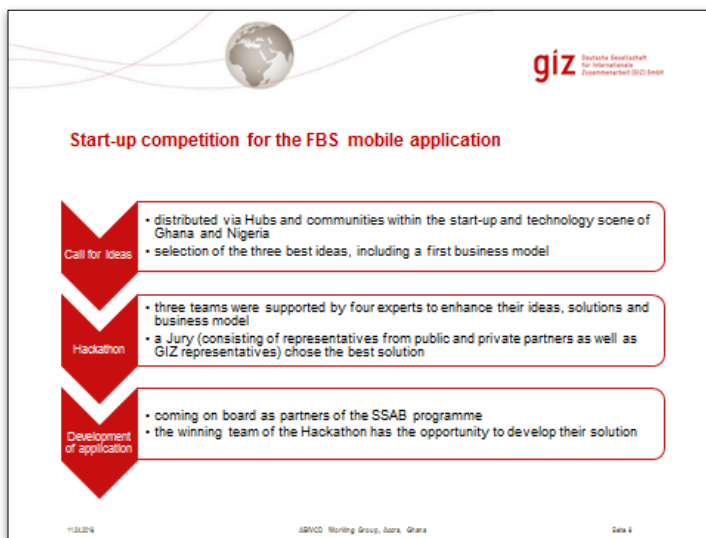 giz
Deutsche Gesellschaft
für Internationale
Zusammenarbeit (GIZ) GmbH
Start-up competition for the FBS mobile application
Call for Ideas
• distributed via Hubs and communities within the start-up and technology scene of
Ghana and Nigeria
• selection of the three best ideas, including a first business model
Hackathon
• three teams were supported by four experts to enhance their ideas, solutions and
business model
• a Jury (consisting of representatives from public and private partners as well as
GIZ representatives) chose the best solution
Development
of application
• coming on board as partners of the SSAB programme
• the winning team of the Hackathon has the opportunity to develop their solution
Working Group, Accra, Ghana
Seite